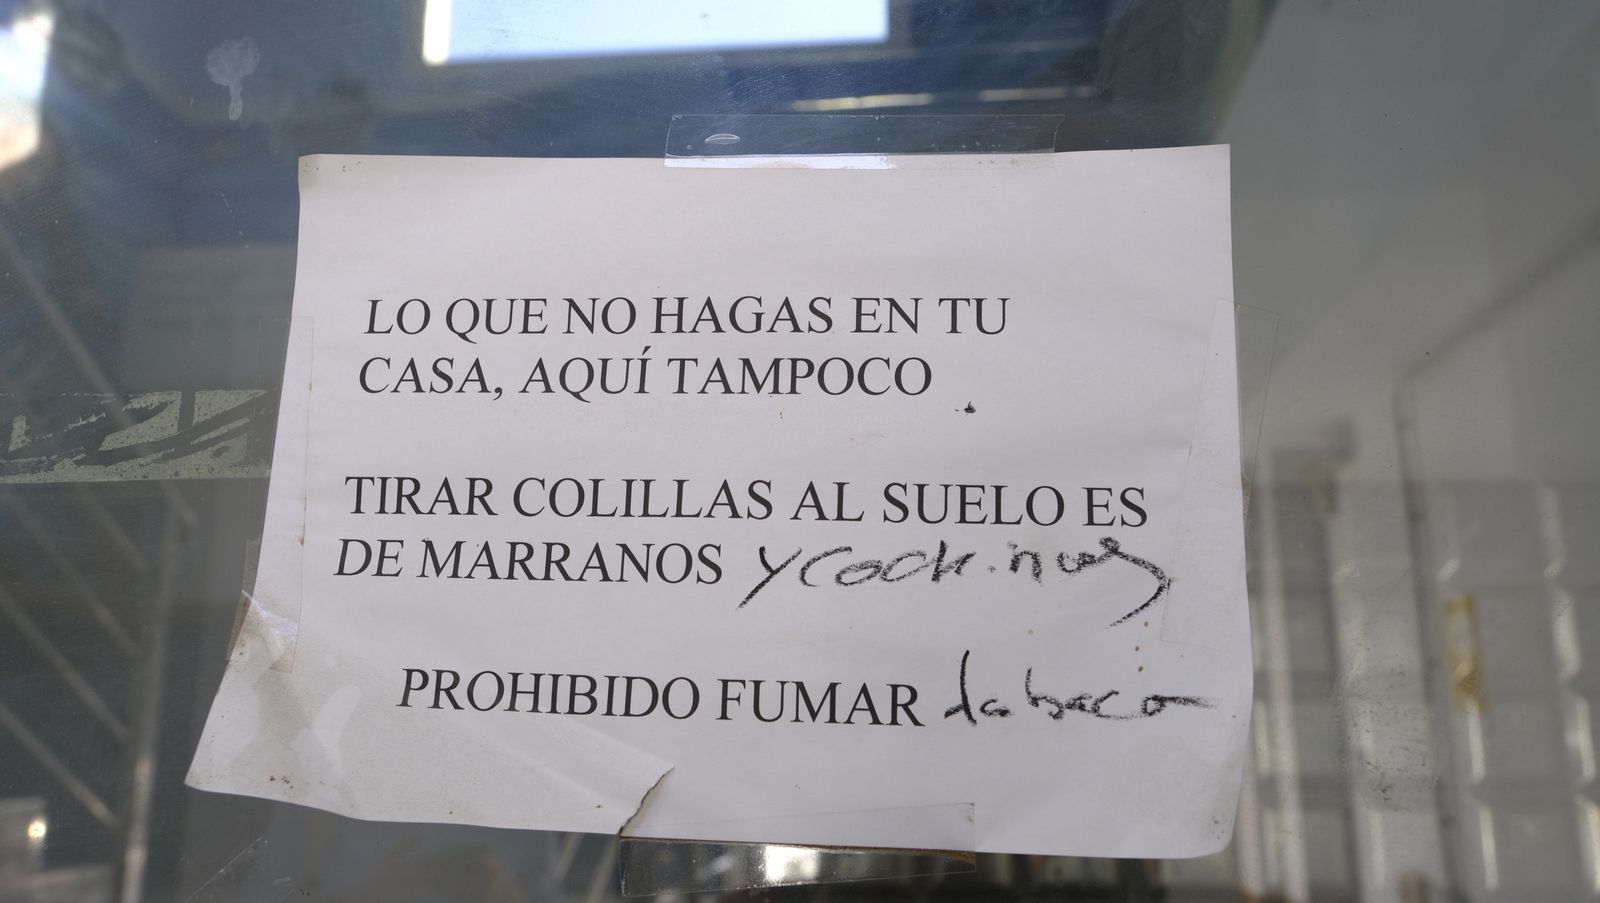 LO QUE NO HAGAS EN TU
CASA, AQUÍ TAMPOCO
TIRAR COLILLAS AL SUELO ES
DE MARRANOS y cochinos
PROHIBIDO FUMAR tabaco